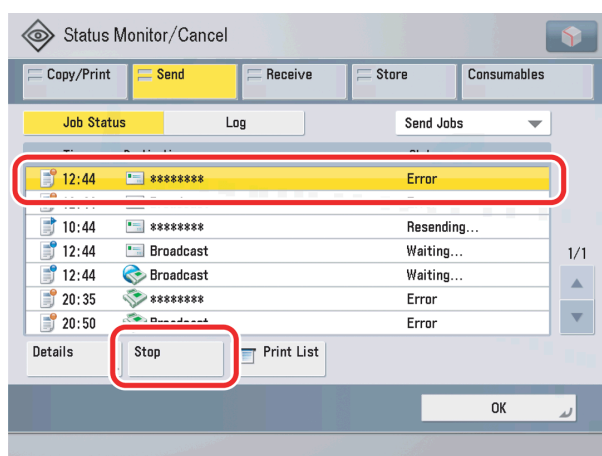 Status Monitor/Cancel
Copy/Print Send Receive Store Consumables
Job Status Log Send Jobs
12:44 ******** Error
10:44 ******** Resending...
12:44 Broadcast Waiting...
12:44 Broadcast Waiting...
20:35 ******** Error
20:50 Broadcast Error
1/1
Details Stop Print List
OK